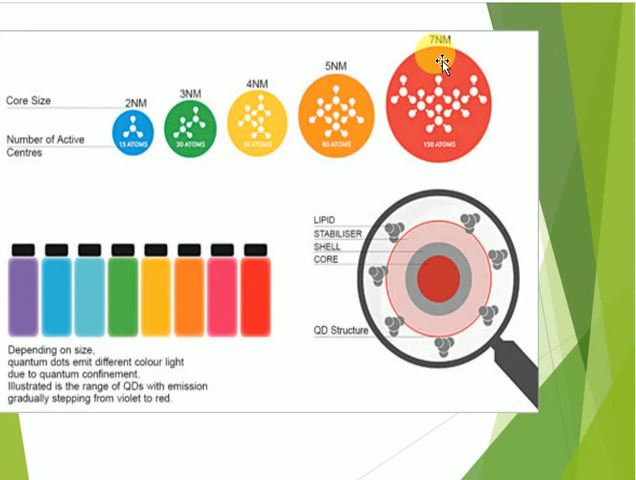 7NM
5NM
4NM
3NM
2NM
Core Size
Number of Active
Centres
15 ATOMS
30 ATOMS
50 ATOMS
80 ATOMS
150 ATOMS
LIPID
STABILISER
SHELL
CORE
QD Structure
Depending on size,
quantum dots emit different colour light
due to quantum confinement.
Illustrated is the range of QDs with emission
gradually stepping from violet to red.